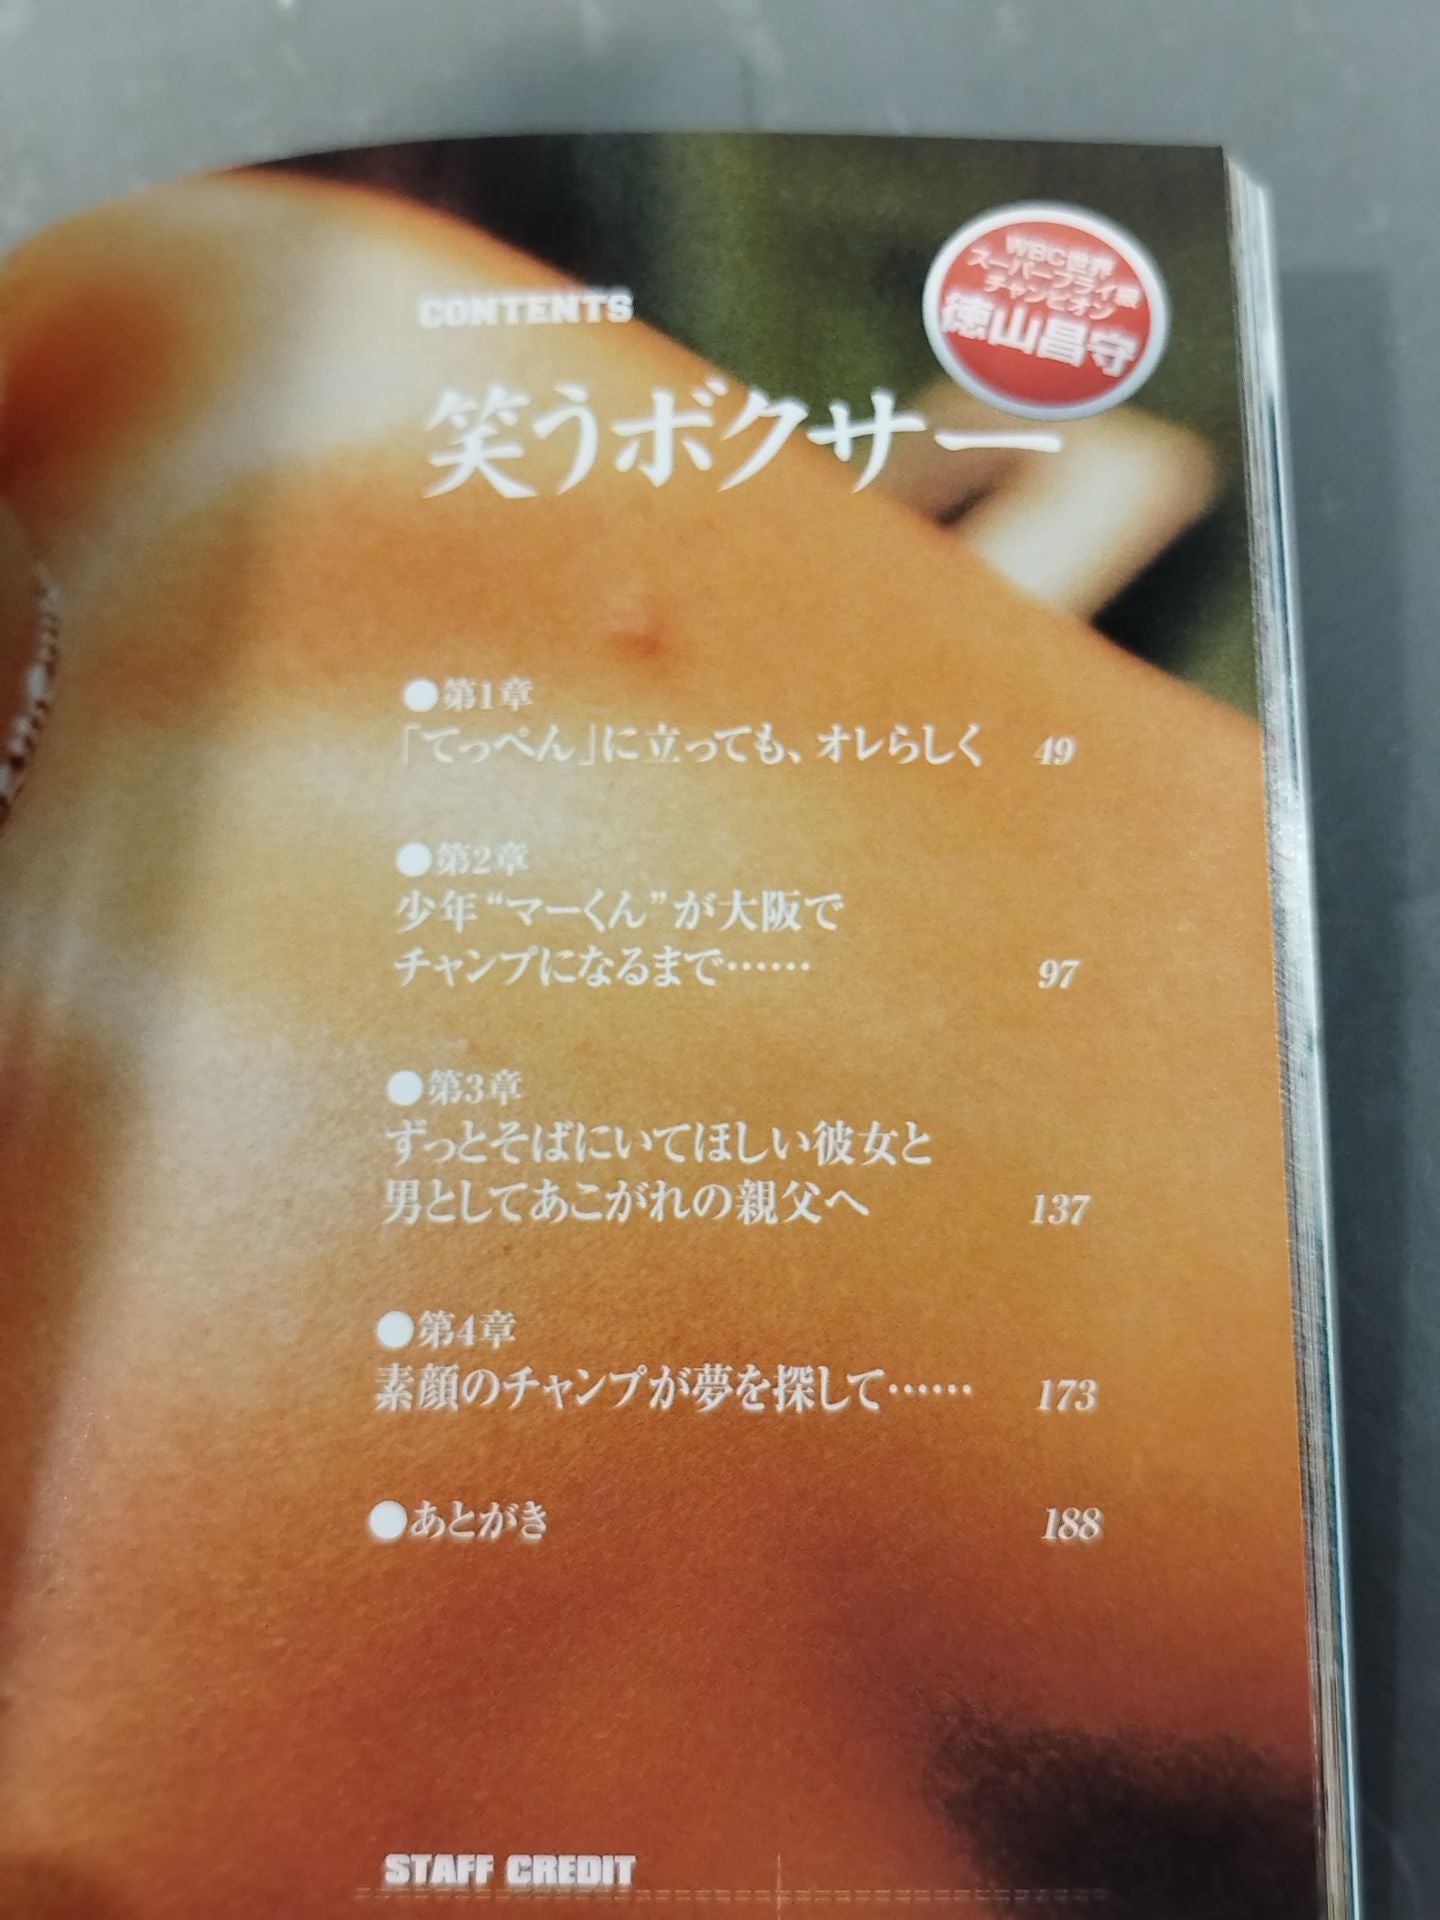 WBC世界
スーパーフライ級
チャンピオン
徳山昌守
CONTENTS
笑うボクサー
●第1章
「てっぺん」に立っても、オレらしく 49
●第2章
少年“マーくん”が大阪で
チャンプになるまで…… 97
●第3章
ずっとそばにいてほしい彼女と
男としてあこがれの親父へ 137
●第4章
素顔のチャンプが夢を探して…… 173
●あとがき 188
STAFF CREDIT